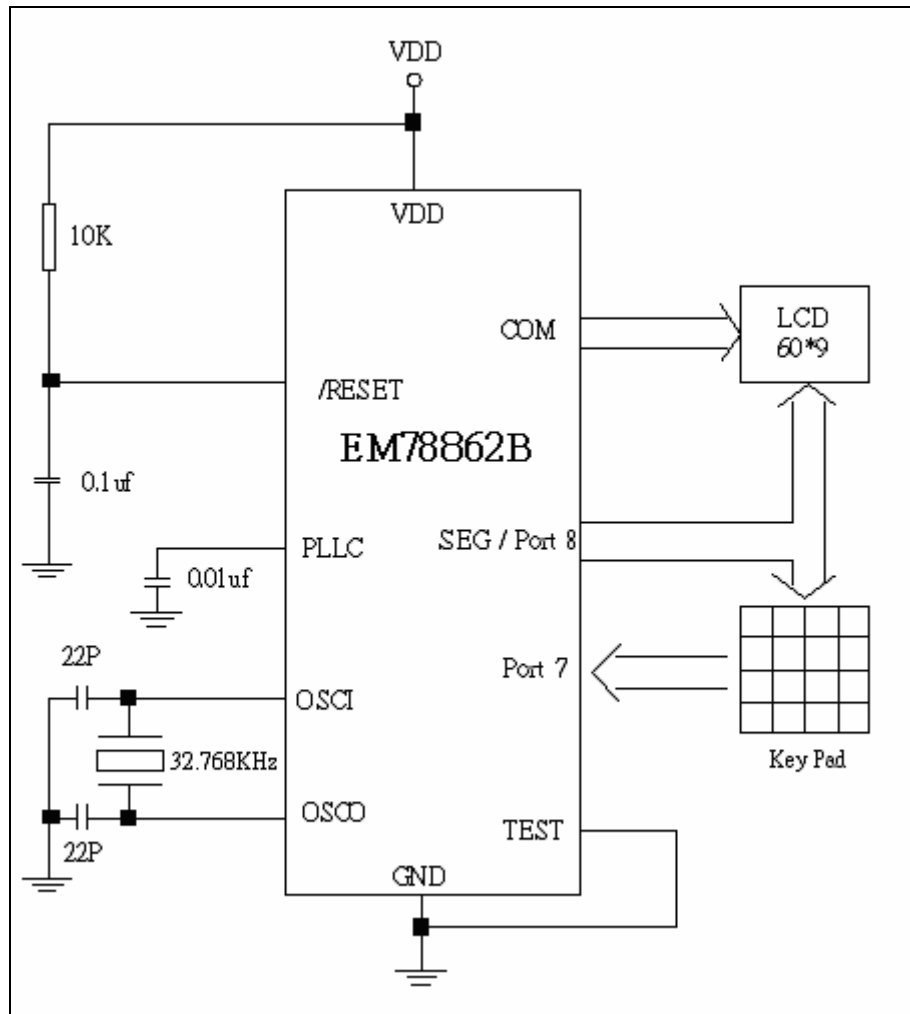 VDD
VDD
10K
COM
LCD
60*9
/RESET
EM78862B
0.1uf
PLLC
SEG / Port 8
0.01uf
22P
Port 7
OSCI
32.768KHz
Key Pad
OSCO
TEST
22P
GND